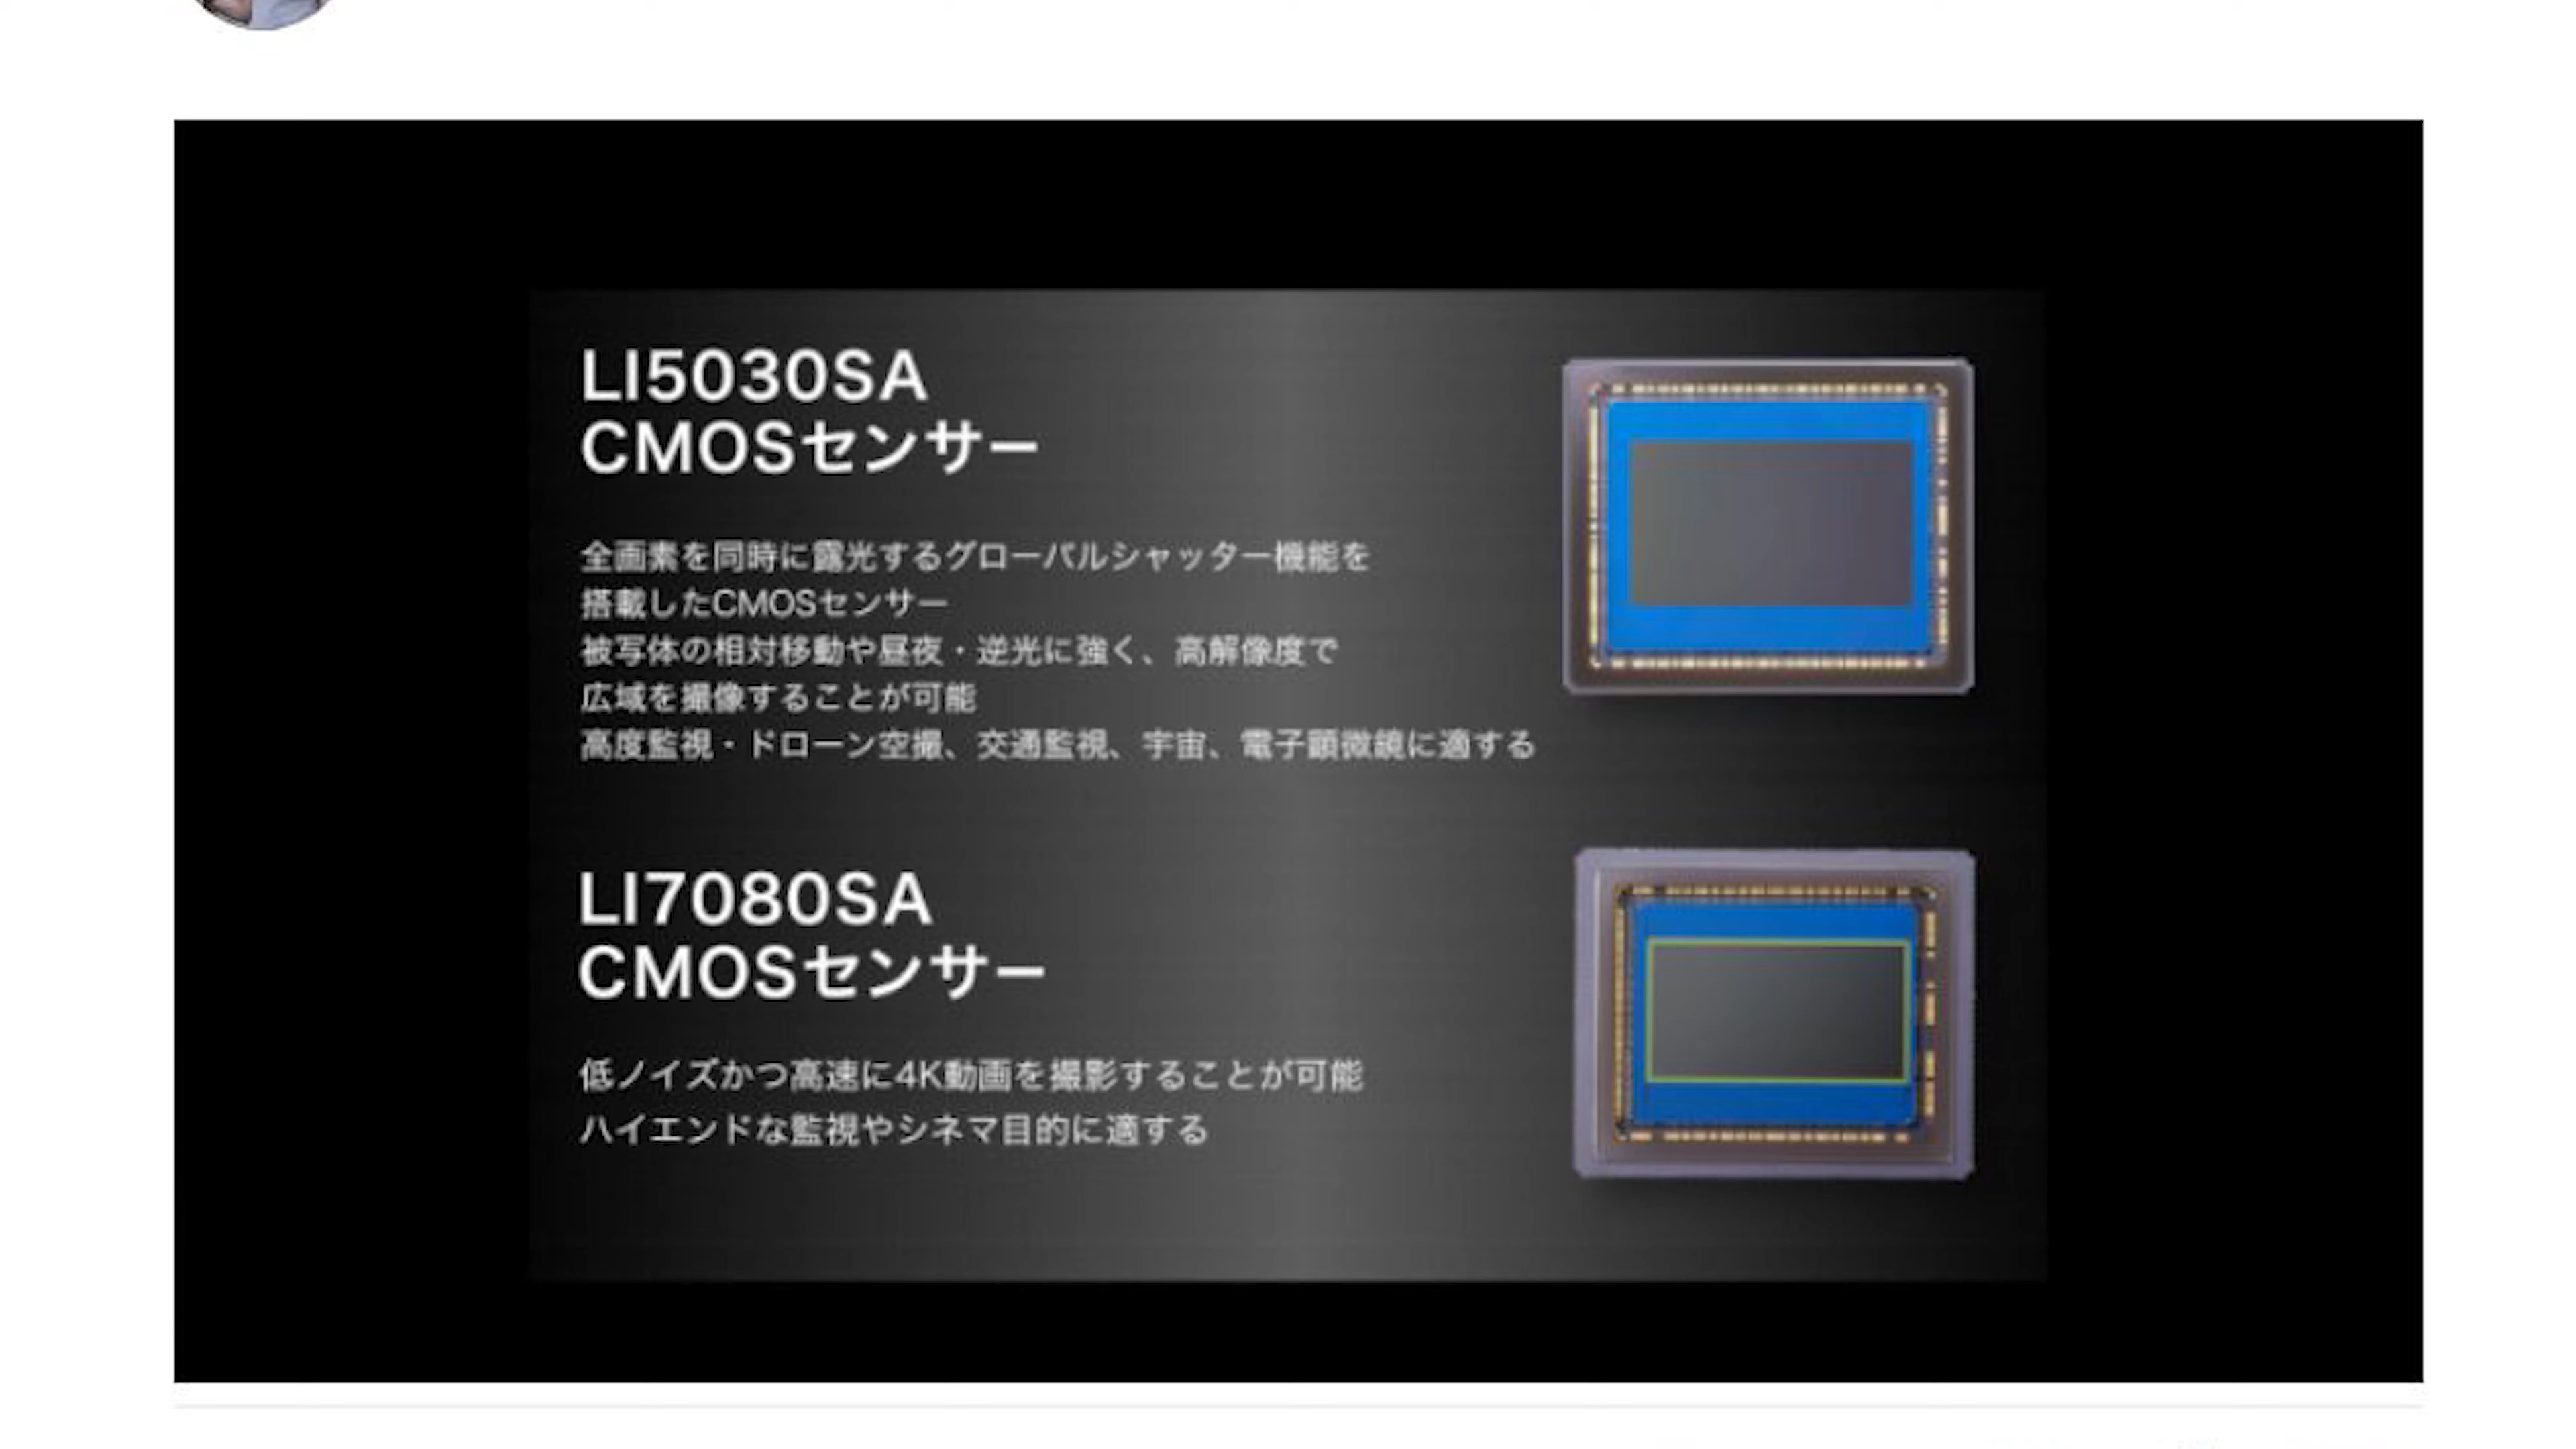 LI5030SA
CMOSセンサー
全画素を同時に露光するグローバルシャッター機能を
搭載したCMOSセンサー
被写体の相対移動や昼夜・逆光に強く、高解像度で
広域を撮像することが可能
高度監視・ドローン空撮、交通監視、宇宙、電子顕微鏡に適する
LI7080SA
CMOSセンサー
低ノイズかつ高速に4K動画を撮影することが可能
ハイエンドな監視やシネマ目的に適する